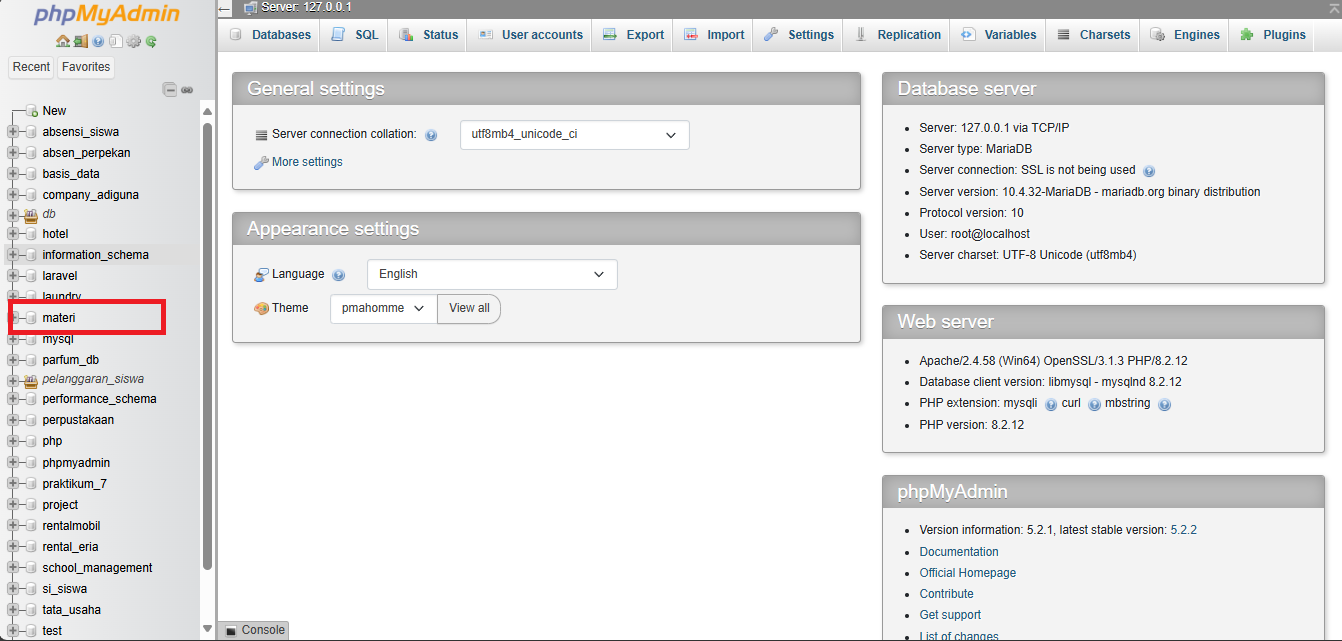 phpMyAdmin
Recent Favorites
New
absensi_siswa
absen_perpekan
basis_data
company_adiguna
db
hotel
information_schema
laravel
laundry
materi
mysql
parfum_db
pelanggaran_siswa
performance_schema
perpustakaan
php
phpmyadmin
praktikum_7
project
rentalmobil
rental_eria
school_management
si_siswa
tata_usaha
test
Server: 127.0.0.1
Databases SQL Status User accounts Export Import Settings Replication Variables Charsets Engines Plugins
General settings
Server connection collation: utf8mb4_unicode_ci
More settings
Appearance settings
Language English
Theme pmahomme View all
Database server
Server: 127.0.0.1 via TCP/IP
Server type: MariaDB
Server connection: SSL is not being used
Server version: 10.4.32-MariaDB - mariadb.org binary distribution
Protocol version: 10
User: root@localhost
Server charset: UTF-8 Unicode (utf8mb4)
Web server
Apache/2.4.58 (Win64) OpenSSL/3.1.3 PHP/8.2.12
Database client version: libmysql - mysqlnd 8.2.12
PHP extension: mysqli curl mbstring
PHP version: 8.2.12
phpMyAdmin
Version information: 5.2.1, latest stable version: 5.2.2
Documentation
Official Homepage
Contribute
Get support
List of changes
Console